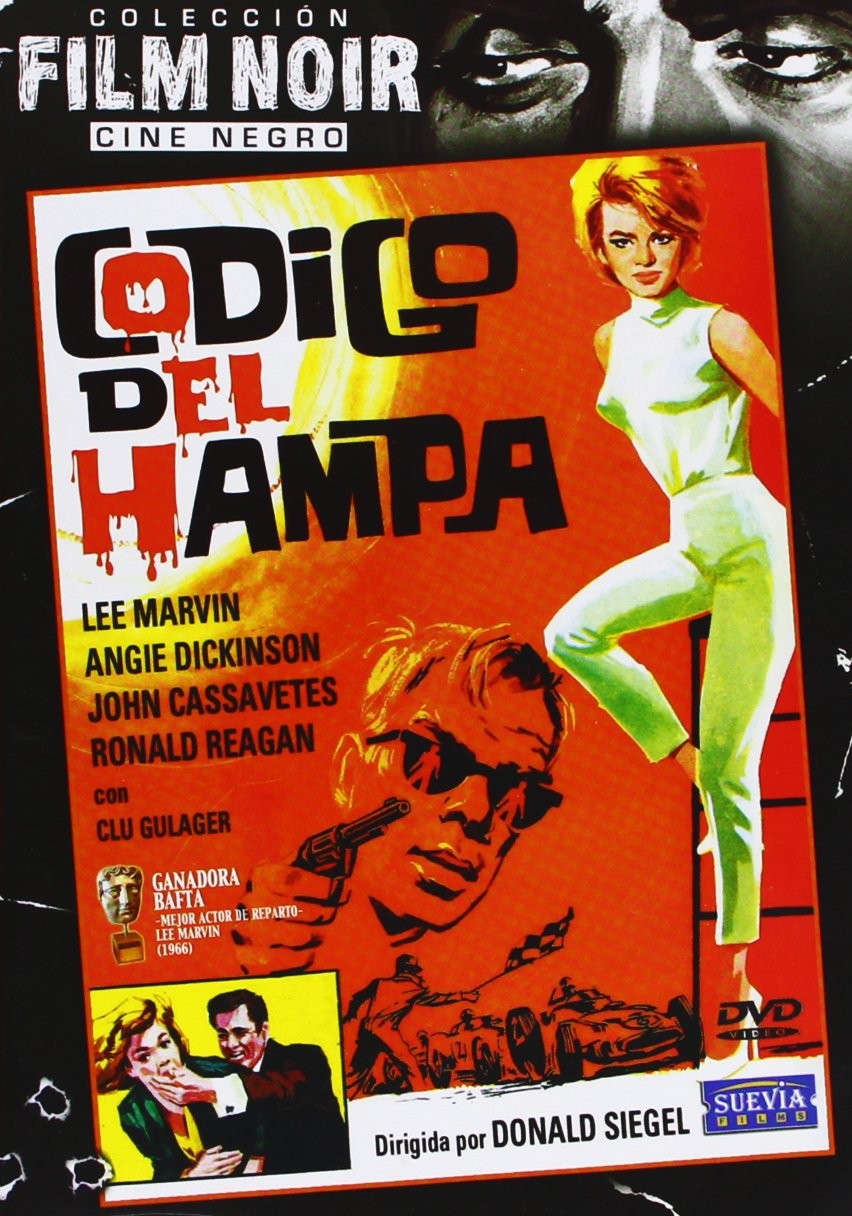 COLECCIÓN
FILM NOIR
CINE NEGRO
CODiGO
DEL
HAMPA
LEE MARVIN
ANGIE DICKINSON
JOHN CASSAVETES
RONALD REAGAN
con
CLU GULAGER
GANADORA
BAFTA
-MEJOR ACTOR DE REPARTO-
LEE MARVIN
(1966)
DVD
VIDEO
SUEVIA
FILMS
Dirigida por DONALD SIEGEL